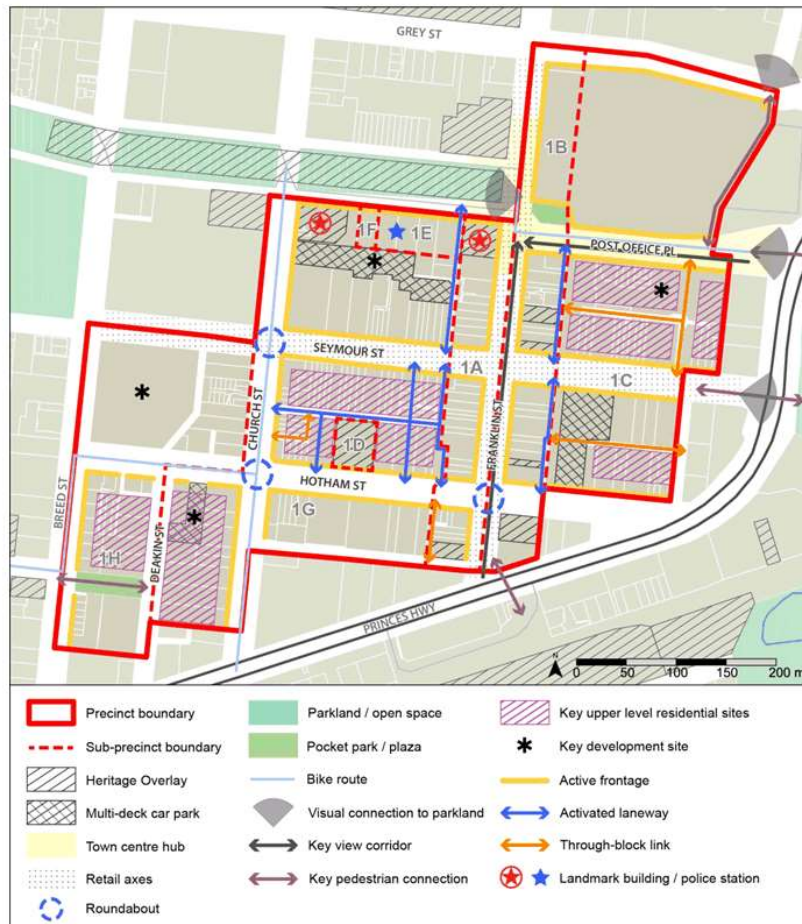 GREY ST
1B
1F
1E
POST OFFICE PL
SEYMOUR ST
1A
1C
CHURCH ST
FRANKLIN ST
1D
HOTHAM ST
1G
BREED ST
DEAKIN ST
1H
PRINCES HWY
N
0 50 100 150 200 m
Precinct boundary
Parkland / open space
Key upper level residential sites
Sub-precinct boundary
Pocket park / plaza
Key development site
Heritage Overlay
Bike route
Active frontage
Multi-deck car park
Visual connection to parkland
Activated laneway
Town centre hub
Key view corridor
Through-block link
Retail axes
Key pedestrian connection
Landmark building / police station
Roundabout